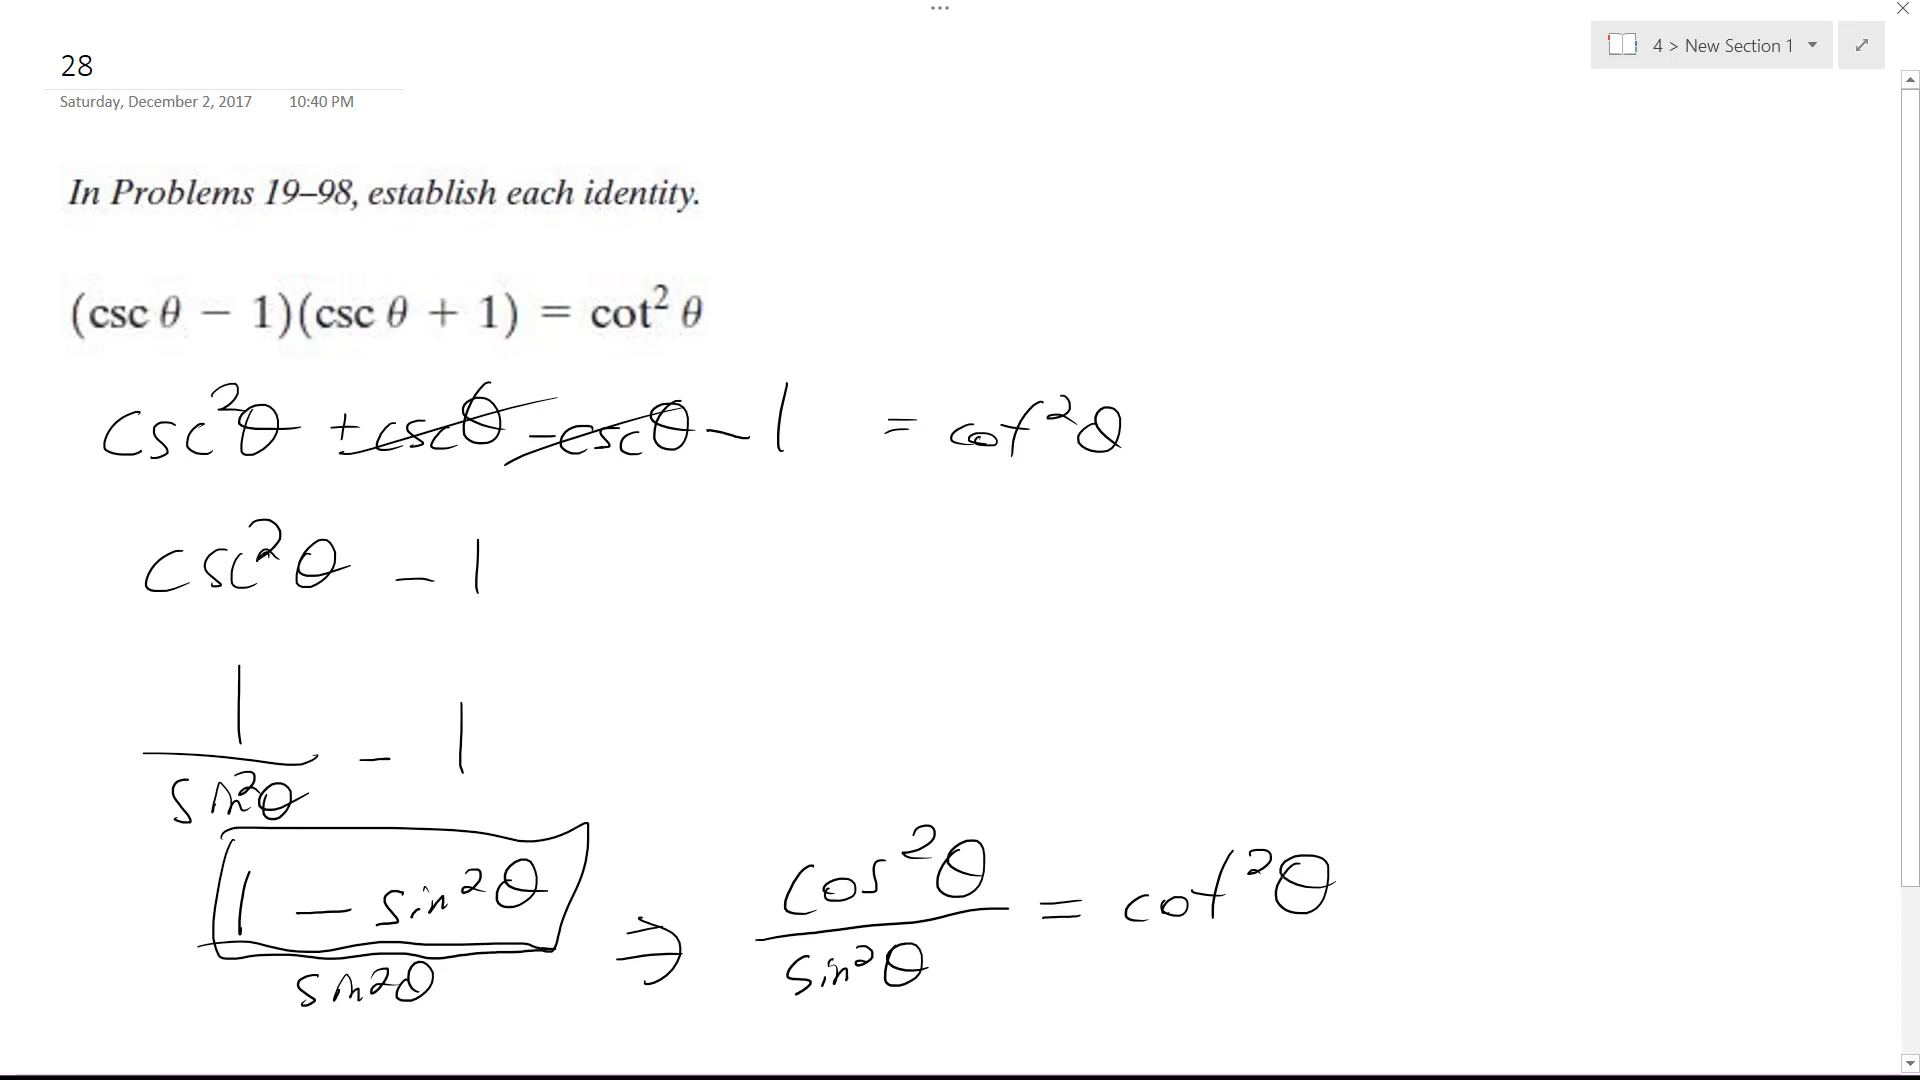 ...
28
4 > New Section 1
Saturday, December 2, 2017 10:40 PM
In Problems 19–98, establish each identity.
(csc θ − 1)(csc θ + 1) = cot² θ
csc²θ + cscθ − cscθ − 1 = cot²θ
csc²θ − 1
1/sin²θ − 1
1 − sin²θ/sin²θ ⇒ cos²θ/sin²θ = cot²θ